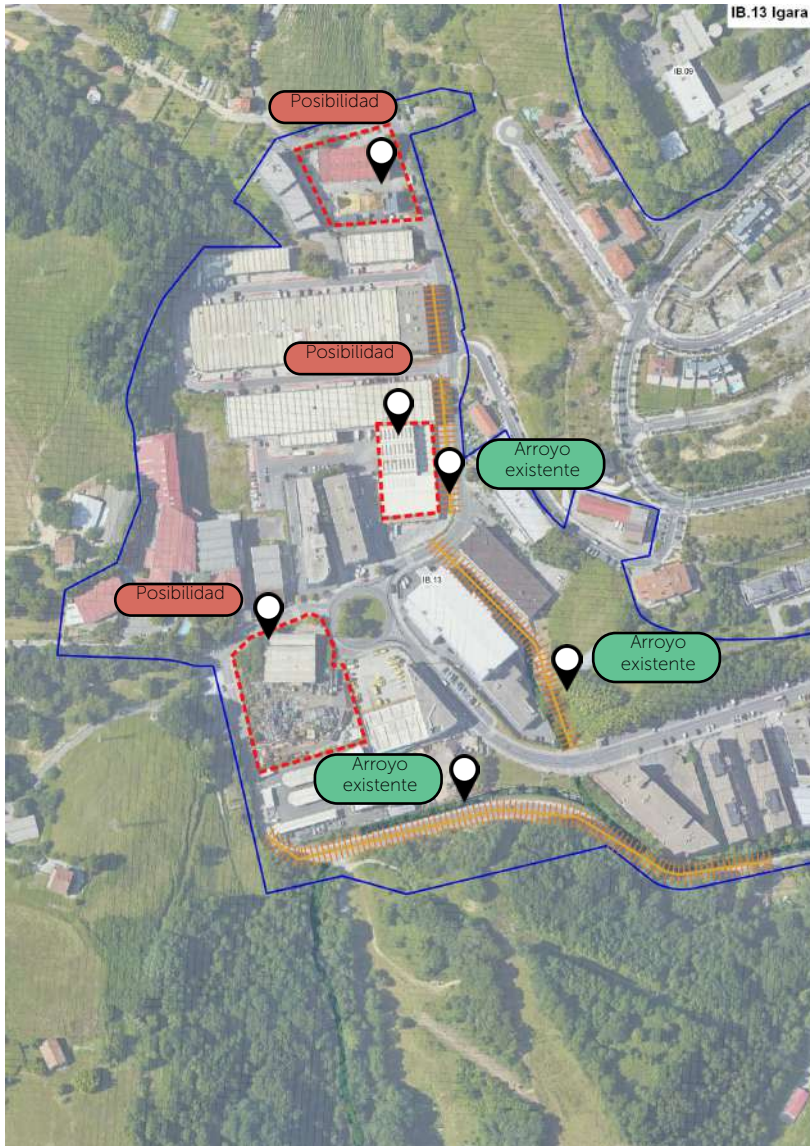 IB.13 Igara
IB.09
Posibilidad
Posibilidad
Arroyo
existente
IB.13
Posibilidad
Arroyo
existente
Arroyo
existente